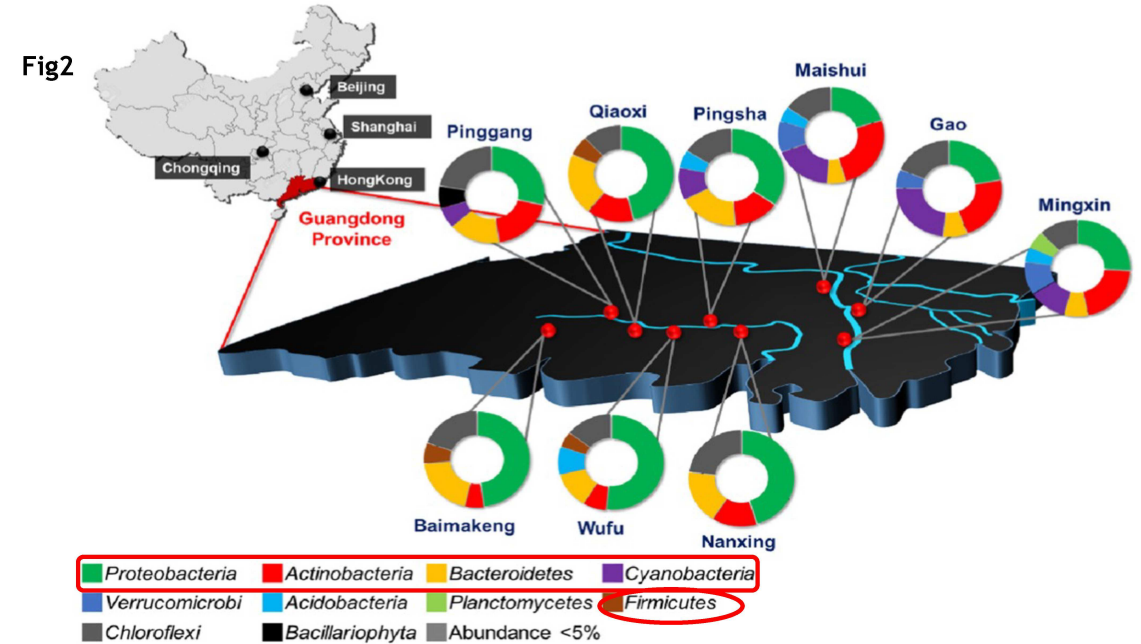 Fig2
Beijing
Shanghai
Chongqing
HongKong
Guangdong
Province
Pinggang
Qiaoxi
Pingsha
Maishui
Gao
Mingxin
Baimakeng
Wufu
Nanxing
Proteobacteria Actinobacteria Bacteroidetes Cyanobacteria
Verrucomicrobi Acidobacteria Planctomycetes Firmicutes
Chloroflexi Bacillariophyta Abundance <5%